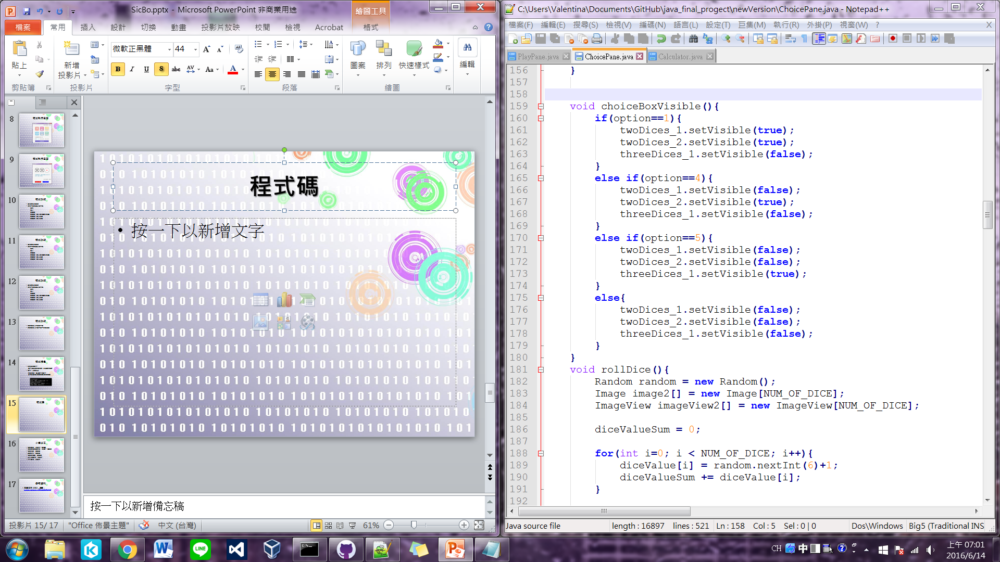 SicBo.pptx - Microsoft PowerPoint 非商業用途
繪圖工具
檔案 常用 插入 設計 切換 動畫 投影片放映 校閱 檢視 Acrobat 格式
貼上
新增
投影片
微軟正黑體 44
B I U S abc AV Aa A
圖案 排列 快速樣式 編輯
剪貼簿 投影片 字型 段落 繪圖
8
9
10
11
12
13
14
15
16
17
程式碼
• 按一下以新增文字
按一下以新增備忘稿
投影片 15/ 17 "Office 佈景主題" 中文 (台灣) 61%
C:\Users\Valentina\Documents\GitHub\java_final_progect\newVersion\ChoicePane.java - Notepad++
檔案(F) 編輯(E) 搜尋(S) 檢視(V) 編碼(N) 語言(L) 設定(T) 巨集(M) 執行(R) 外掛(P) 視窗(W) ? X
PlayPane.java ChoicePane.java Calculator.java
156 }
157
158
159 void choiceBoxVisible(){
160 if(option==1){
161 twoDices_1.setVisible(true);
162 twoDices_2.setVisible(true);
163 threeDices_1.setVisible(false);
164 }
165 else if(option==4){
166 twoDices_1.setVisible(false);
167 twoDices_2.setVisible(true);
168 threeDices_1.setVisible(false);
169 }
170 else if(option==5){
171 twoDices_1.setVisible(false);
172 twoDices_2.setVisible(false);
173 threeDices_1.setVisible(true);
174 }
175 else{
176 twoDices_1.setVisible(false);
177 twoDices_2.setVisible(false);
178 threeDices_1.setVisible(false);
179 }
180 }
181 void rollDice(){
182 Random random = new Random();
183 Image image2[] = new Image[NUM_OF_DICE];
184 ImageView imageView2[] = new ImageView[NUM_OF_DICE];
185
186 diceValueSum = 0;
187
188 for(int i=0; i < NUM_OF_DICE; i++){
189 diceValue[i] = random.nextInt(6)+1;
190 diceValueSum += diceValue[i];
191 }
192
Java source file length : 16897 lines : 521 Ln : 158 Col : 5 Sel : 0 | 0 Dos\Windows Big5 (Traditional INS
LINE
CH 中
上午 07:01
2016/6/14